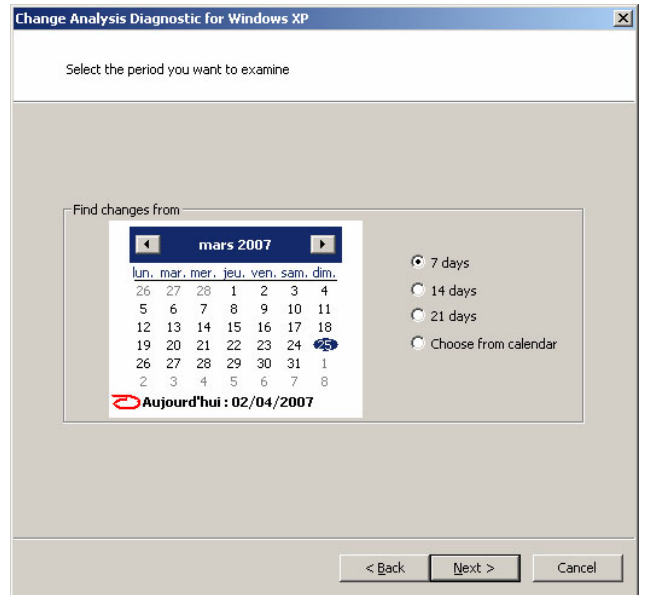 Change Analysis Diagnostic for Windows XP
Select the period you want to examine
Find changes from
mars 2007
lun. mar. mer. jeu. ven. sam. dim.
26 27 28 1 2 3 4
5 6 7 8 9 10 11
12 13 14 15 16 17 18
19 20 21 22 23 24 25
26 27 28 29 30 31 1
2 3 4 5 6 7 8
Aujourd'hui : 02/04/2007
7 days
14 days
21 days
Choose from calendar
< Back
Next >
Cancel